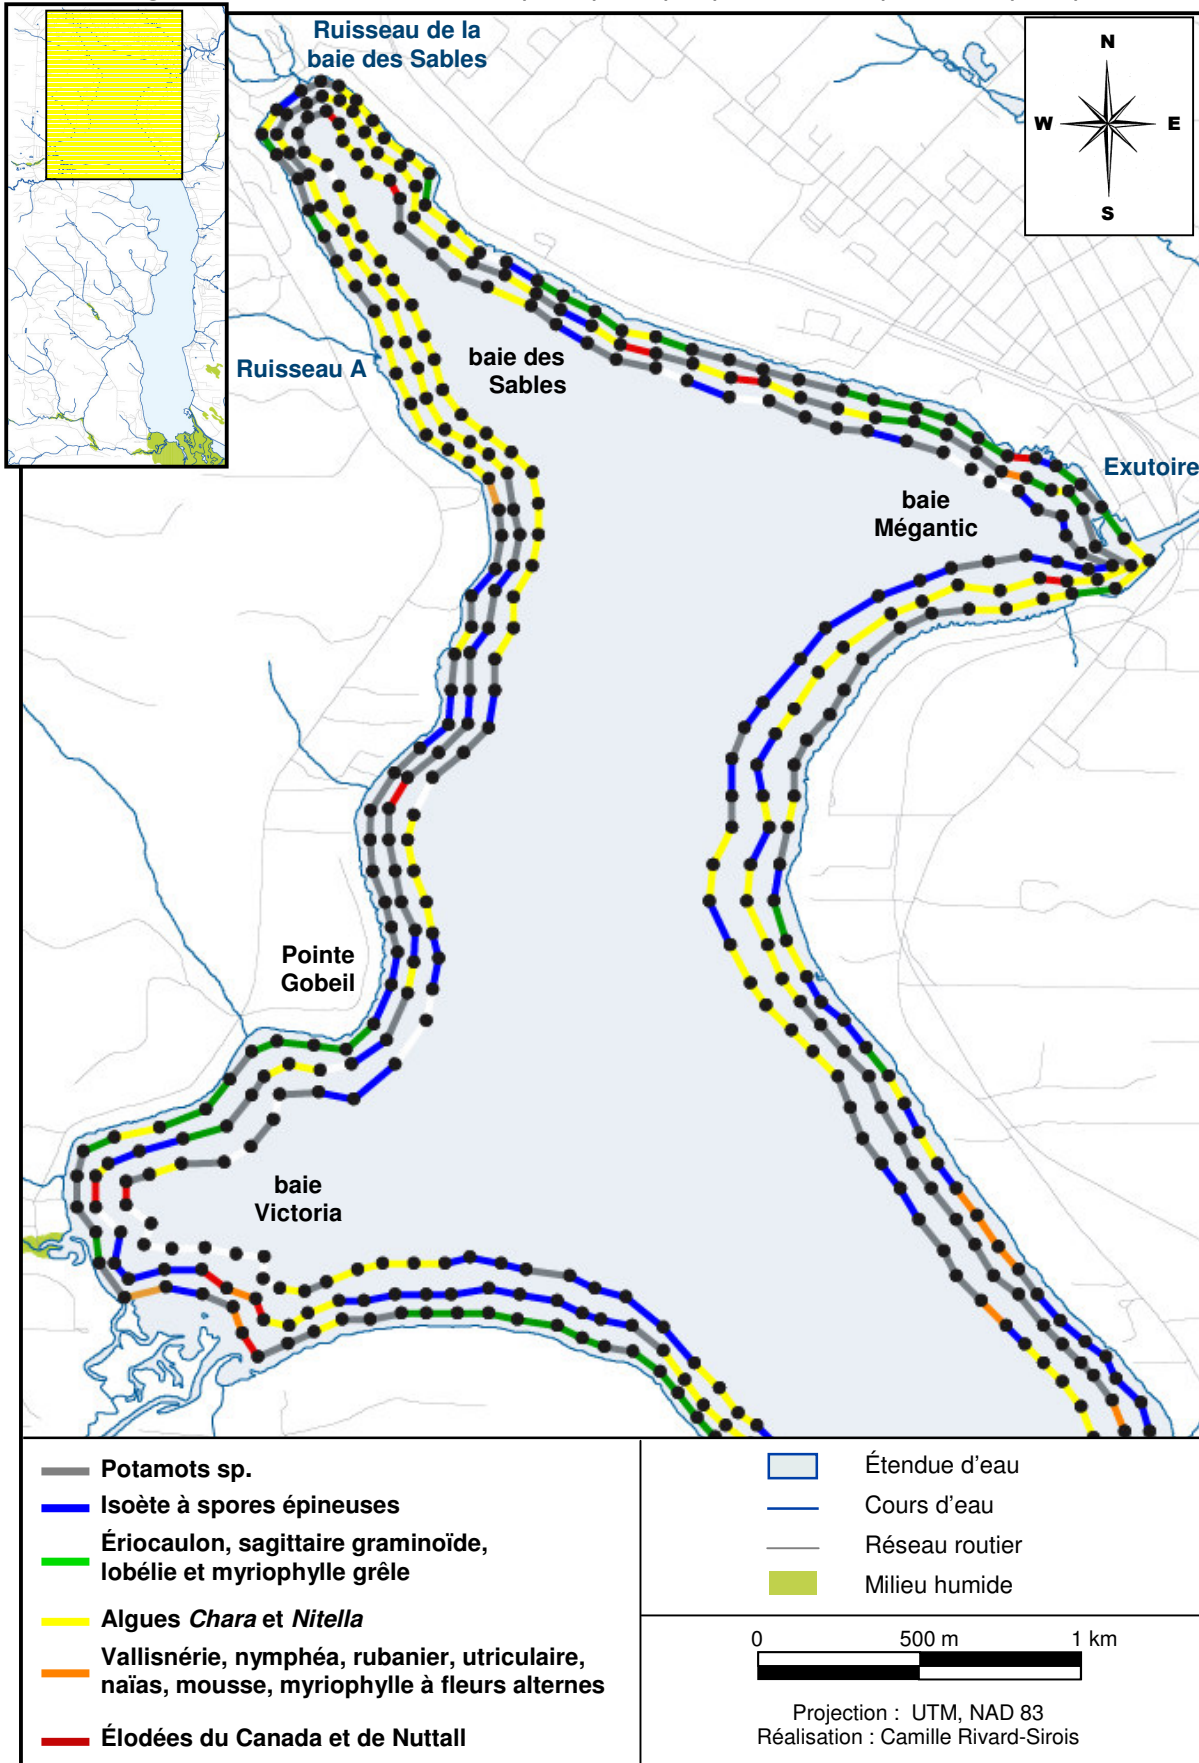 Ruisseau de la
baie des Sables
N
W
E
S
Ruisseau A
baie des
Sables
Exutoire
baie
Mégantic
Pointe
Gobeil
baie
Victoria
Potamots sp.
Isoète à spores épineuses
Ériocaulon, sagittaire graminoïde,
lobélie et myriophylle grêle
Algues Chara et Nitella
Vallisnérie, nymphéa, rubanier, utriculaire,
naïas, mousse, myriophylle à fleurs alternes
Élodées du Canada et de Nuttall
Étendue d'eau
Cours d'eau
Réseau routier
Milieu humide
0 500 m 1 km
Projection : UTM, NAD 83
Réalisation : Camille Rivard-Sirois